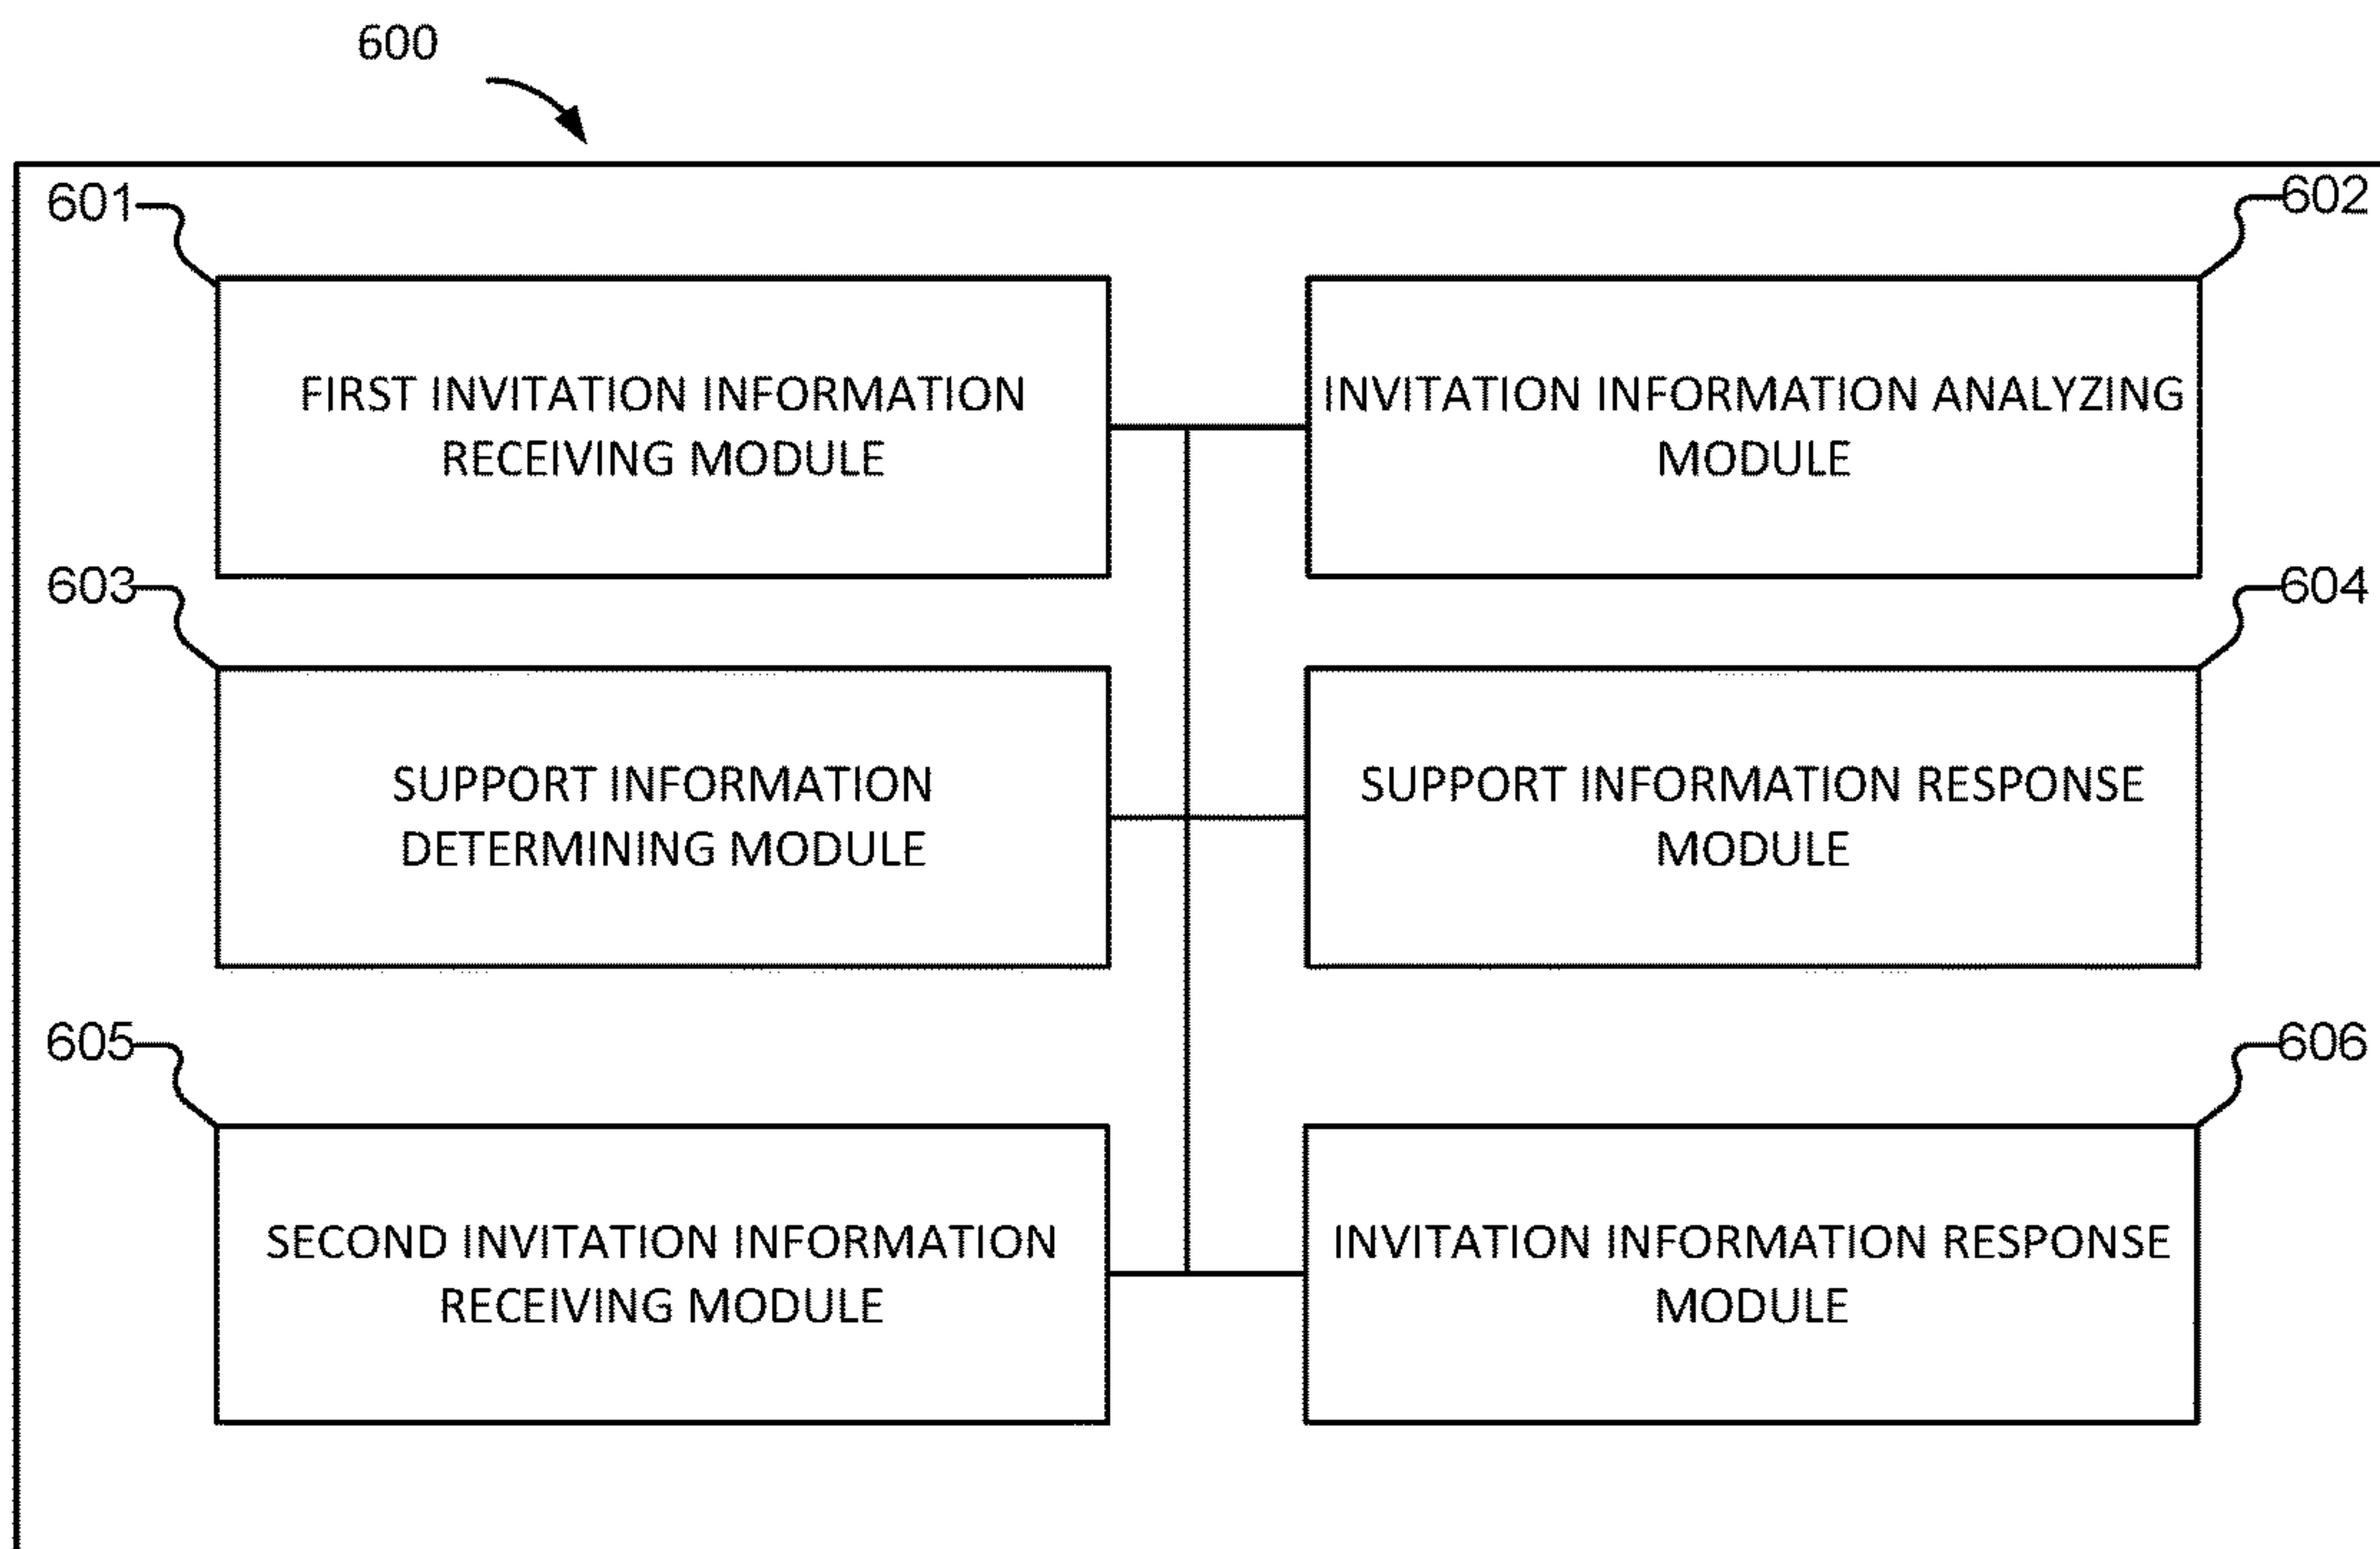 600
601
602
FIRST INVITATION INFORMATION
RECEIVING MODULE
INVITATION INFORMATION ANALYZING
MODULE
603
604
SUPPORT INFORMATION
DETERMINING MODULE
SUPPORT INFORMATION RESPONSE
MODULE
605
606
SECOND INVITATION INFORMATION
RECEIVING MODULE
INVITATION INFORMATION RESPONSE
MODULE